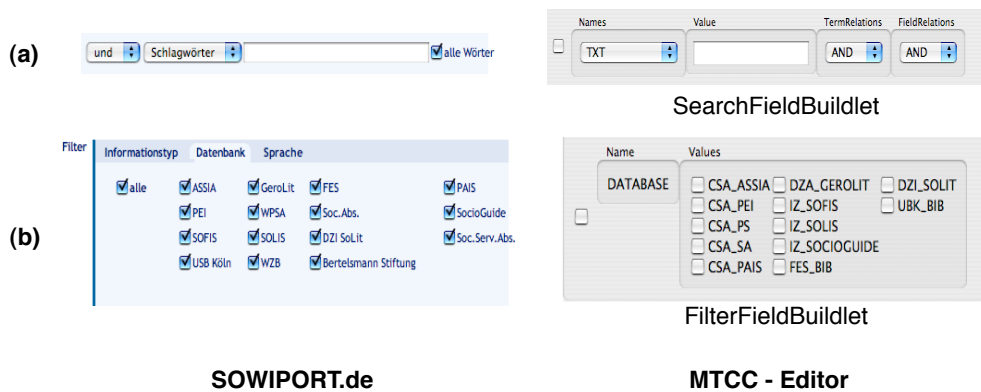 (a)
und Schlagwörter alle Wörter
Names Value TermRelations FieldRelations
TXT AND AND
SearchFieldBuildlet
(b)
Filter
Informationstyp Datenbank Sprache
alle ASSIA GeroLit FES PAIS
PEI WPSA Soc.Abs. SocioGuide
SOFIS SOLIS DZI SoLit Soc.Serv.Abs.
USB Köln WZB Bertelsmann Stiftung
Name Values
DATABASE CSA_ASSIA DZA_GEROLIT DZI_SOLIT
CSA_PEI IZ_SOFIS UBK_BIB
CSA_PS IZ_SOLIS
CSA_SA IZ_SOCIOGUIDE
CSA_PAIS FES_BIB
FilterFieldBuildlet
SOWIPORT.de MTCC - Editor